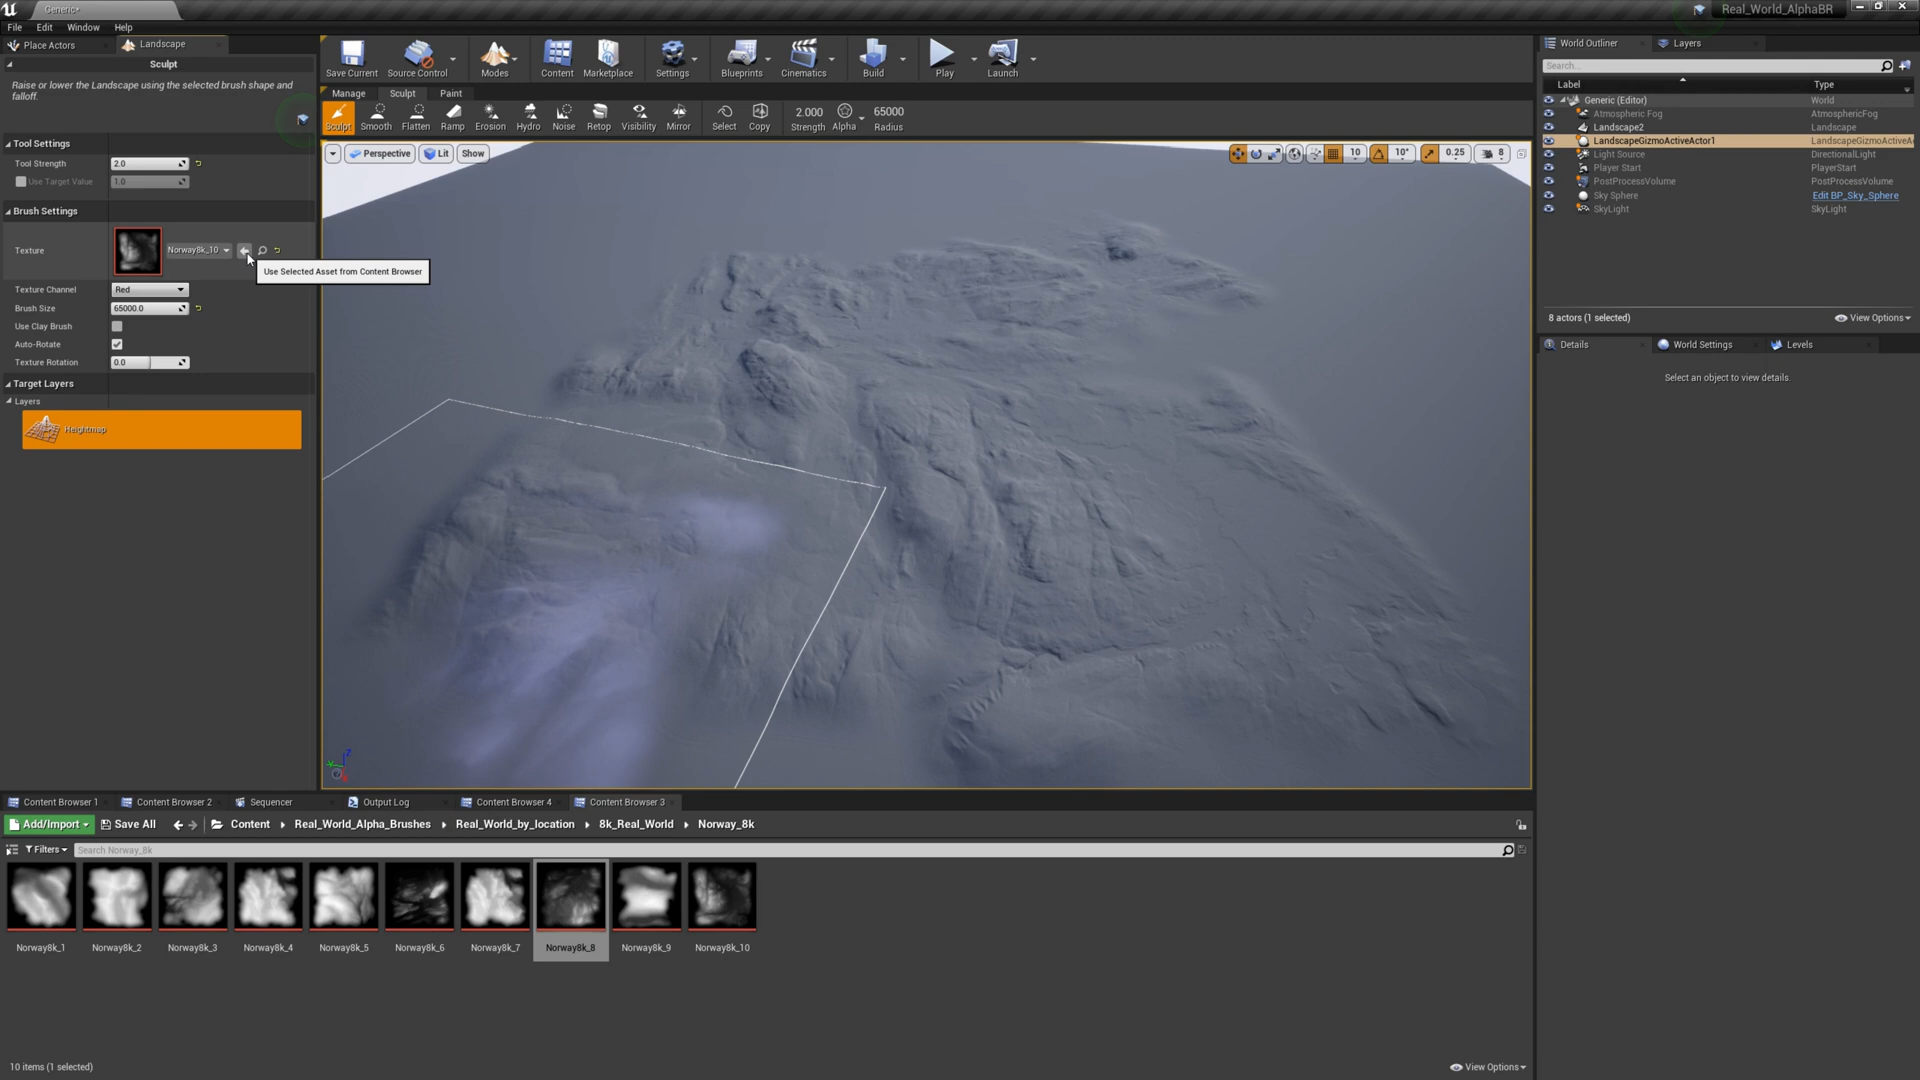 Generic*
Real_World_AlphaBR
File Edit Window Help
Place Actors
Landscape
Sculpt
Raise or lower the Landscape using the selected brush shape and
falloff.
Tool Settings
Tool Strength 2.0
Use Target Value 1.0
Brush Settings
Texture Norway8k_10
Use Selected Asset from Content Browser
Texture Channel Red
Brush Size 65000.0
Use Clay Brush
Auto-Rotate
Texture Rotation 0.0
Target Layers
Layers
Heightmap
Save Current Source Control Modes Content Marketplace Settings Blueprints Cinematics Build Play Launch
Manage Sculpt Paint
Sculpt Smooth Flatten Ramp Erosion Hydro Noise Retop Visibility Mirror Select Copy
2.000 Strength
Alpha
65000 Radius
Perspective Lit Show
10 10° 0.25 8
World Outliner Layers
Search...
Label Type
Generic (Editor) World
Atmospheric Fog AtmosphericFog
Landscape2 Landscape
LandscapeGizmoActiveActor1 LandscapeGizmoActiveA
Light Source DirectionalLight
Player Start PlayerStart
PostProcessVolume PostProcessVolume
Sky Sphere Edit BP_Sky_Sphere
SkyLight SkyLight
8 actors (1 selected) View Options
Details World Settings Levels
Select an object to view details.
Z
Content Browser 1 Content Browser 2 Sequencer Output Log Content Browser 4 Content Browser 3
Add/Import Save All Content Real_World_Alpha_Brushes Real_World_by_location 8k_Real_World Norway_8k
Filters Search Norway_8k
Norway8k_1 Norway8k_2 Norway8k_3 Norway8k_4 Norway8k_5 Norway8k_6 Norway8k_7 Norway8k_8 Norway8k_9 Norway8k_10
10 items (1 selected) View Options